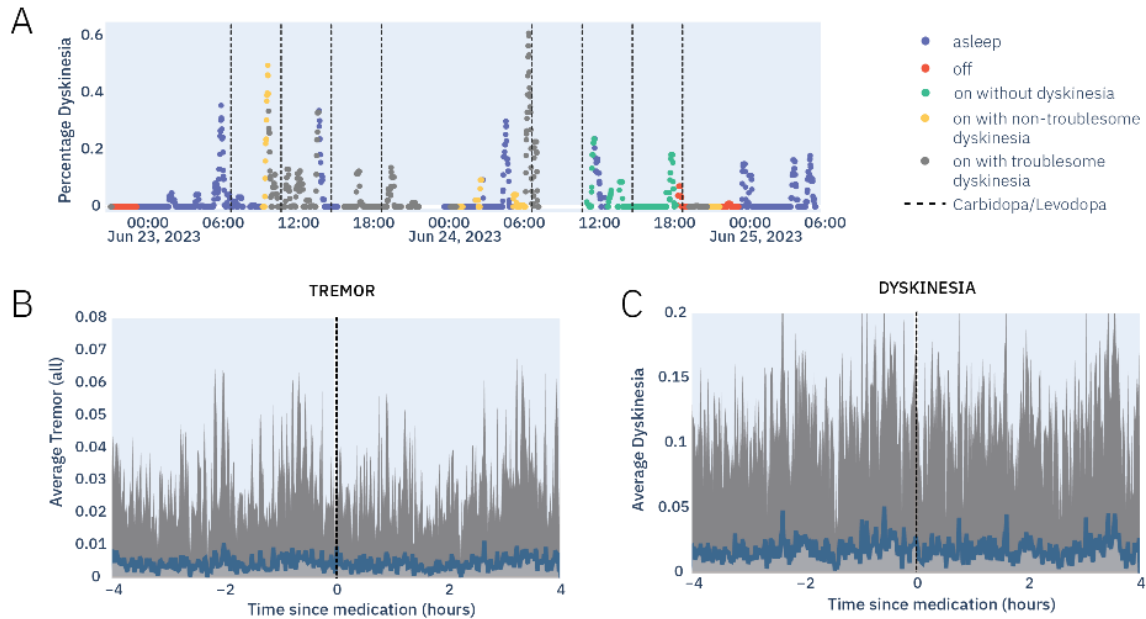 A
Percentage Dyskinesia
0.6
0.4
0.2
0
00:00
Jun 23, 2023
06:00
12:00
18:00
00:00
Jun 24, 2023
06:00
12:00
18:00
00:00
Jun 25, 2023
06:00
asleep
off
on without dyskinesia
on with non-troublesome
dyskinesia
on with troublesome
dyskinesia
Carbidopa/Levodopa
B
TREMOR
Average Tremor (all)
0.08
0.07
0.06
0.05
0.04
0.03
0.02
0.01
0
−4
−2
0
2
4
Time since medication (hours)
C
DYSKINESIA
Average Dyskinesia
0.2
0.15
0.1
0.05
0
−4
−2
0
2
4
Time since medication (hours)